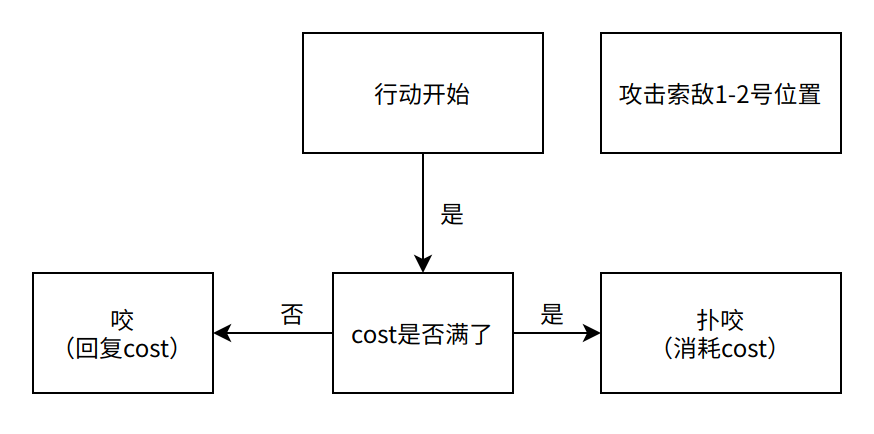 行动开始
攻击索敌1-2号位置
是
咬
（回复cost）
否
cost是否满了
是
扑咬
（消耗cost）